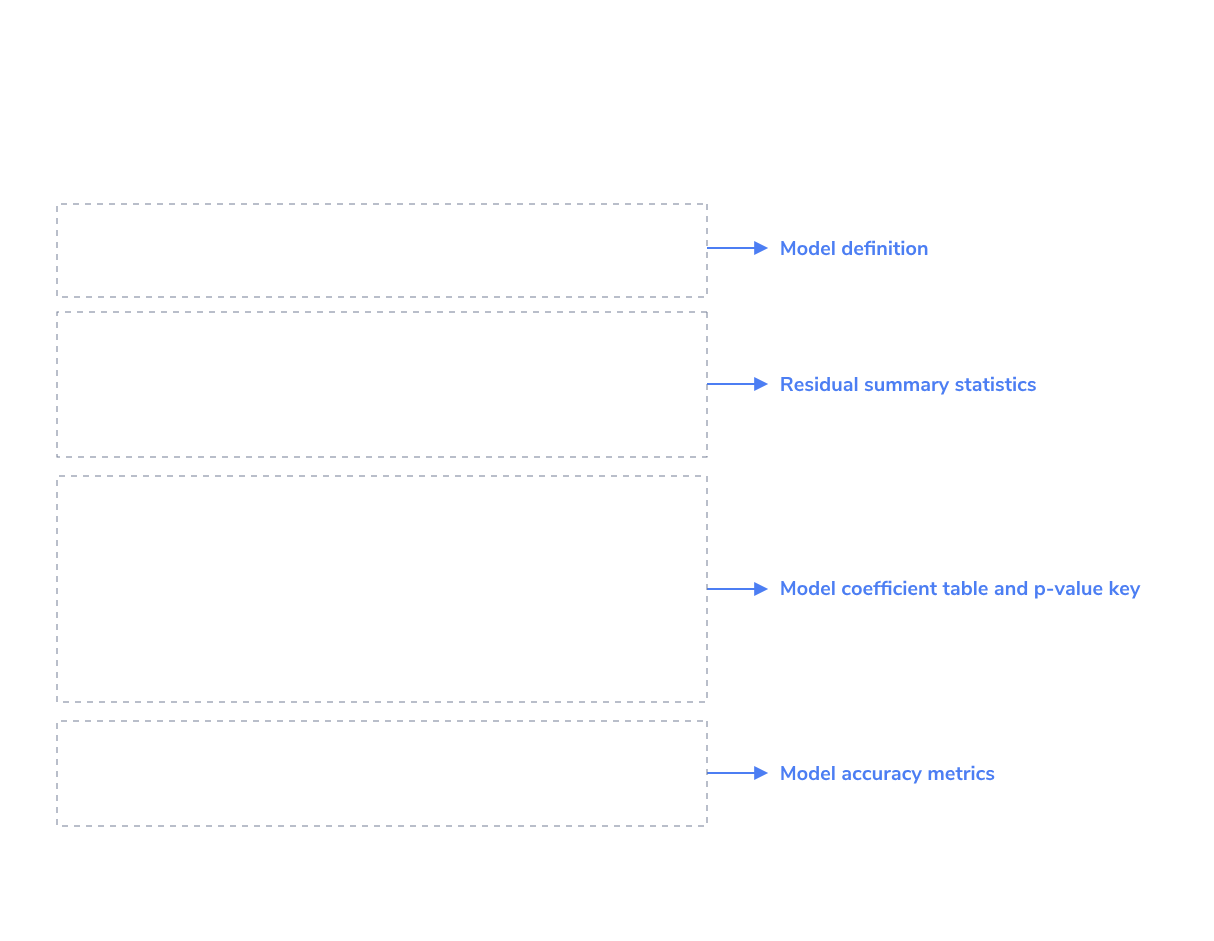 Model definition
Residual summary statistics
Model coefficient table and p-value key
Model accuracy metrics